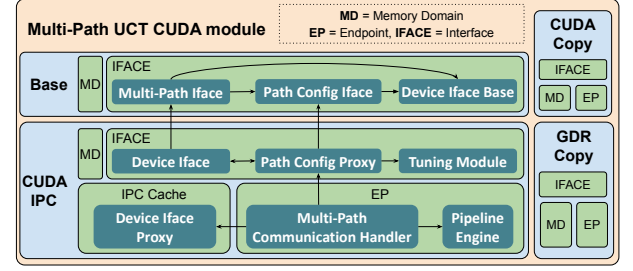 Multi-Path UCT CUDA module
MD = Memory Domain
EP = Endpoint, IFACE = Interface
Base
MD
IFACE
Multi-Path Iface
Path Config Iface
Device Iface Base
CUDA
IPC
MD
IFACE
Device Iface
Path Config Proxy
Tuning Module
IPC Cache
Device Iface
Proxy
EP
Multi-Path
Communication Handler
Pipeline
Engine
CUDA
Copy
IFACE
MD
EP
GDR
Copy
IFACE
MD
EP